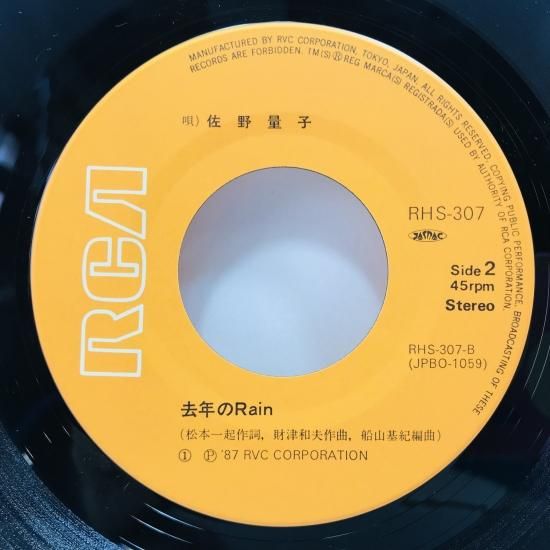 MANUFACTURED BY RVC CORPORATION, TOKYO, JAPAN. ALL RIGHTS RESERVED. COPYING PUBLIC PERFORMANCE, BROADCASTING OF THESE
RECORDS ARE FORBIDDEN. TM(S)®REG MARCA(S) REGISTRADA(S) USED BY AUTHORITY OF RCA CORPORATION.
唄) 佐野量子
RCA
RHS-307
JASRAC
Side 2
45rpm
Stereo
RHS-307-B
(JPBO-1059)
去年のRain
(松本一起作詞, 財津和夫作曲, 船山基紀編曲)
① Ⓟ '87 RVC CORPORATION